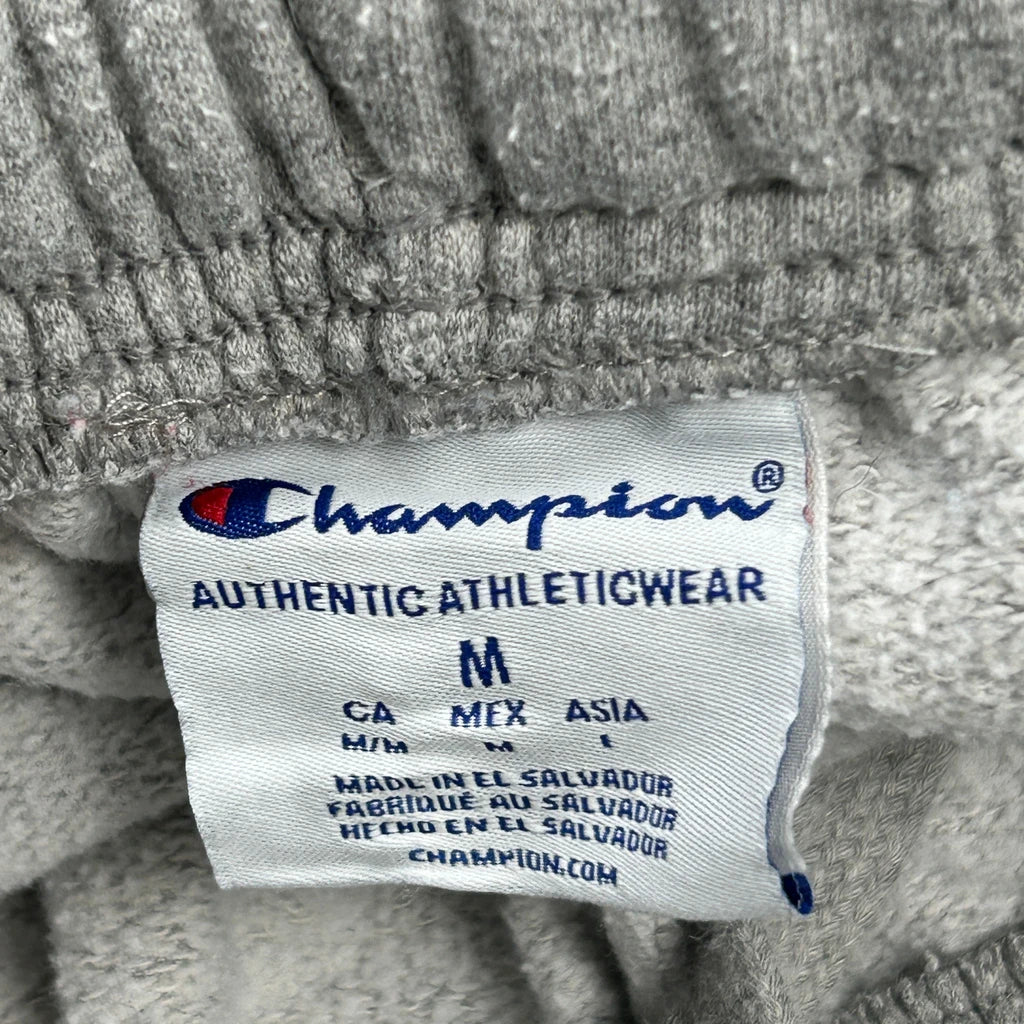 Champion®
AUTHENTIC ATHLETICWEAR
M
CA MEX ASIA
M/M M L
MADE IN EL SALVADOR
FABRIQUÉ AU SALVADOR
HECHO EN EL SALVADOR
CHAMPION.COM